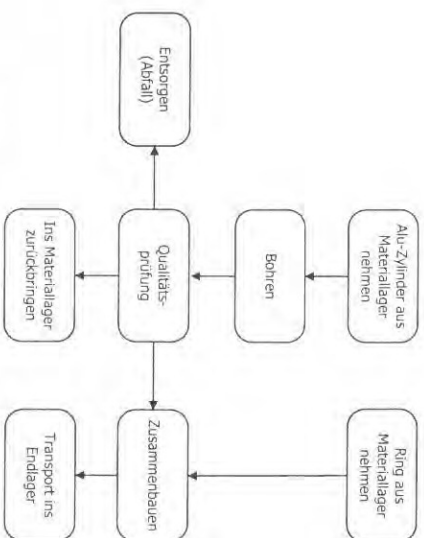 Alu-Zylinder aus
Materiallager
nehmen
Ring aus
Materiallager
nehmen
Bohren
Entsorgen
(Abfall)
Qualitäts-
prüfung
Zusammenbauen
Ins Materiallager
zurückbringen
Transport ins
Endlager